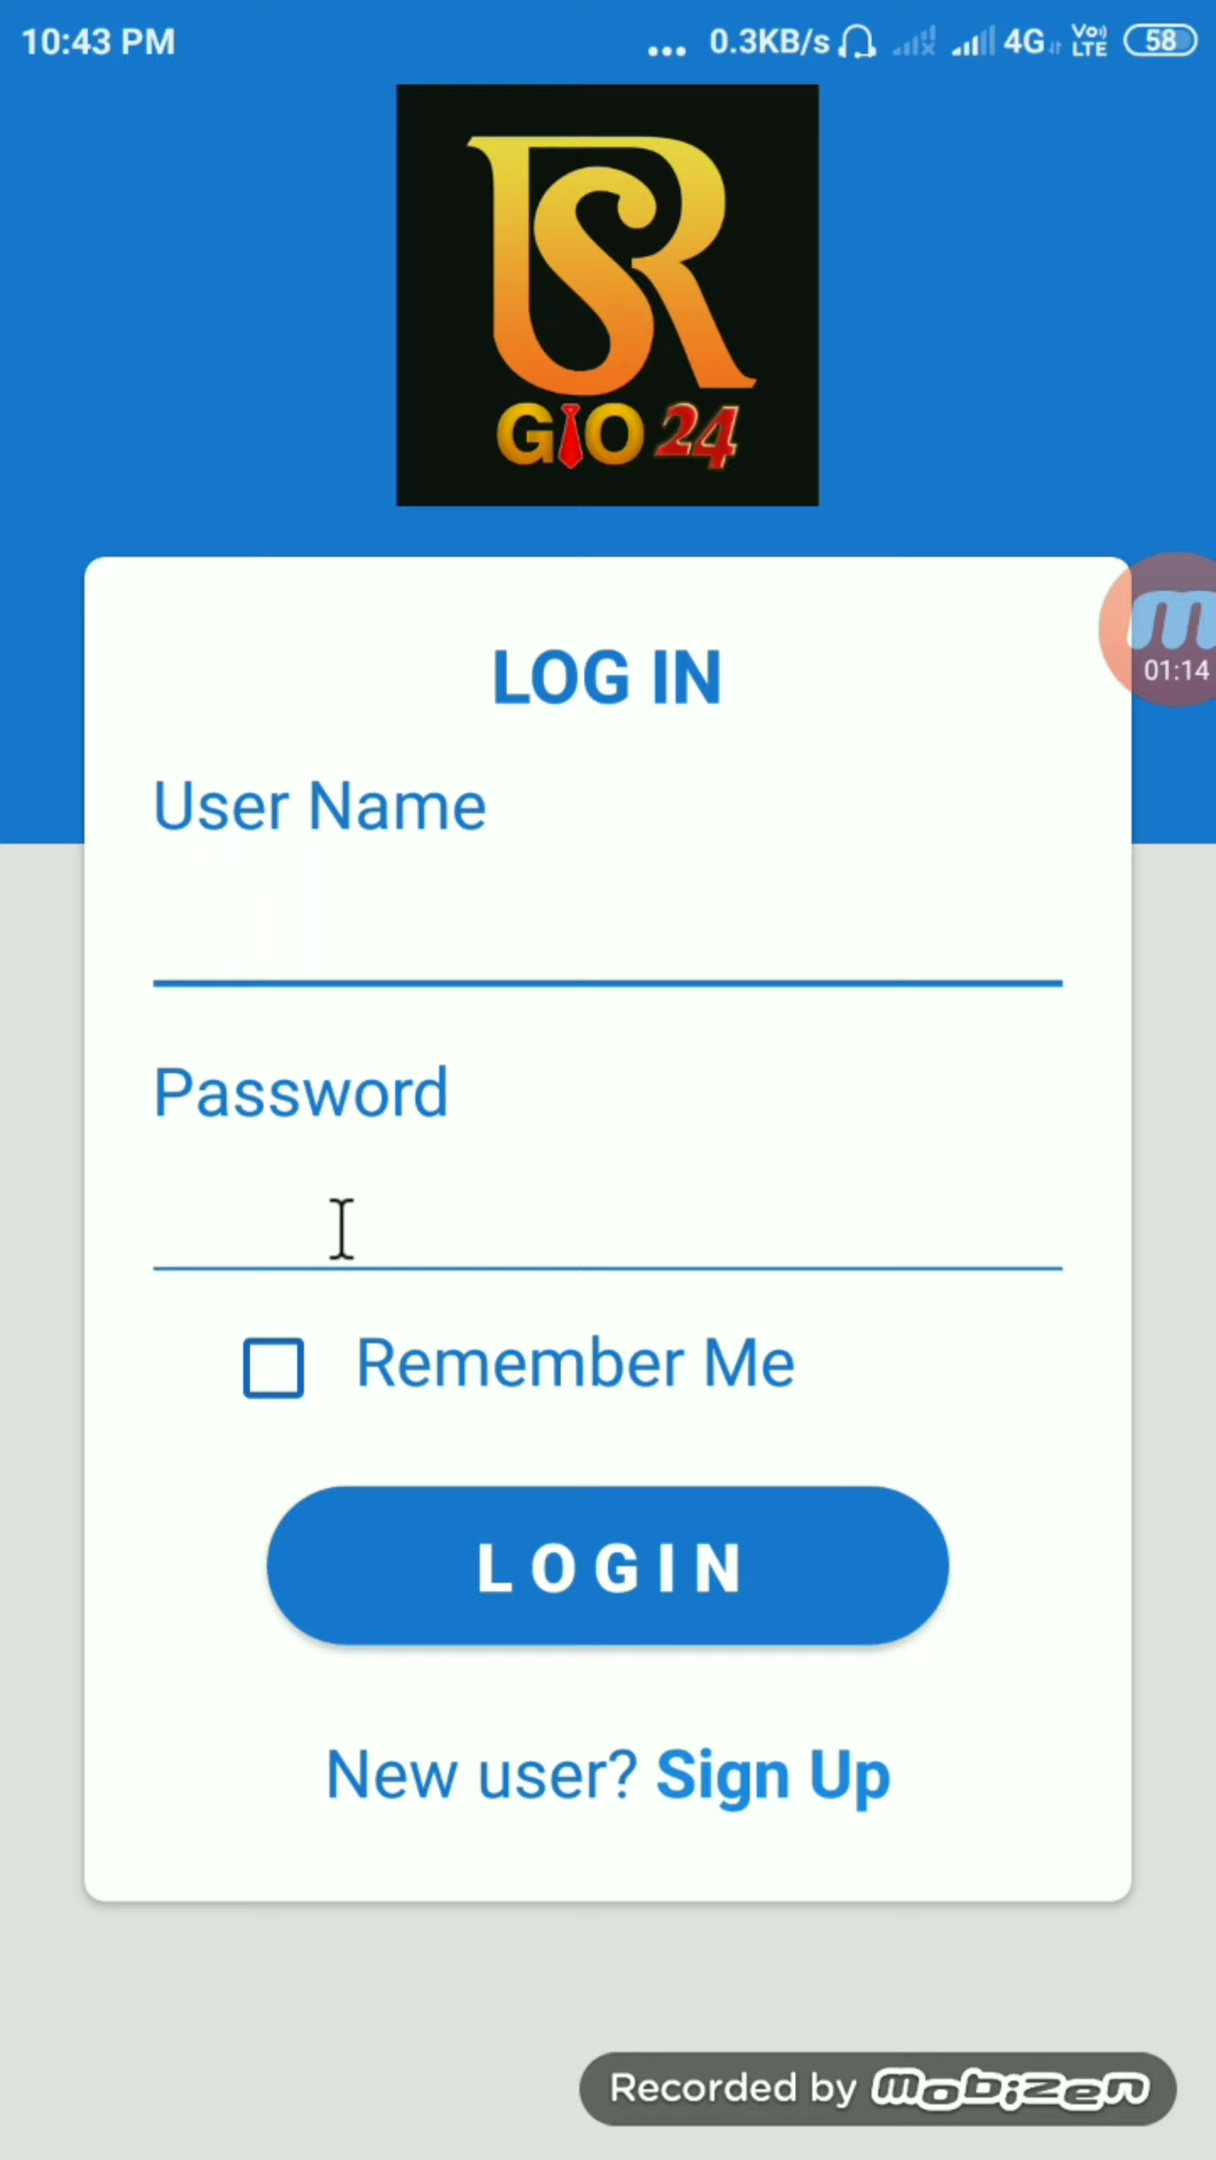 10:43 PM ... 0.3KB/s 4G Vo) LTE 58
SR
GIO 24
LOG IN
01:14
User Name
Password
Remember Me
LOGIN
New user? Sign Up
Recorded by mobizen